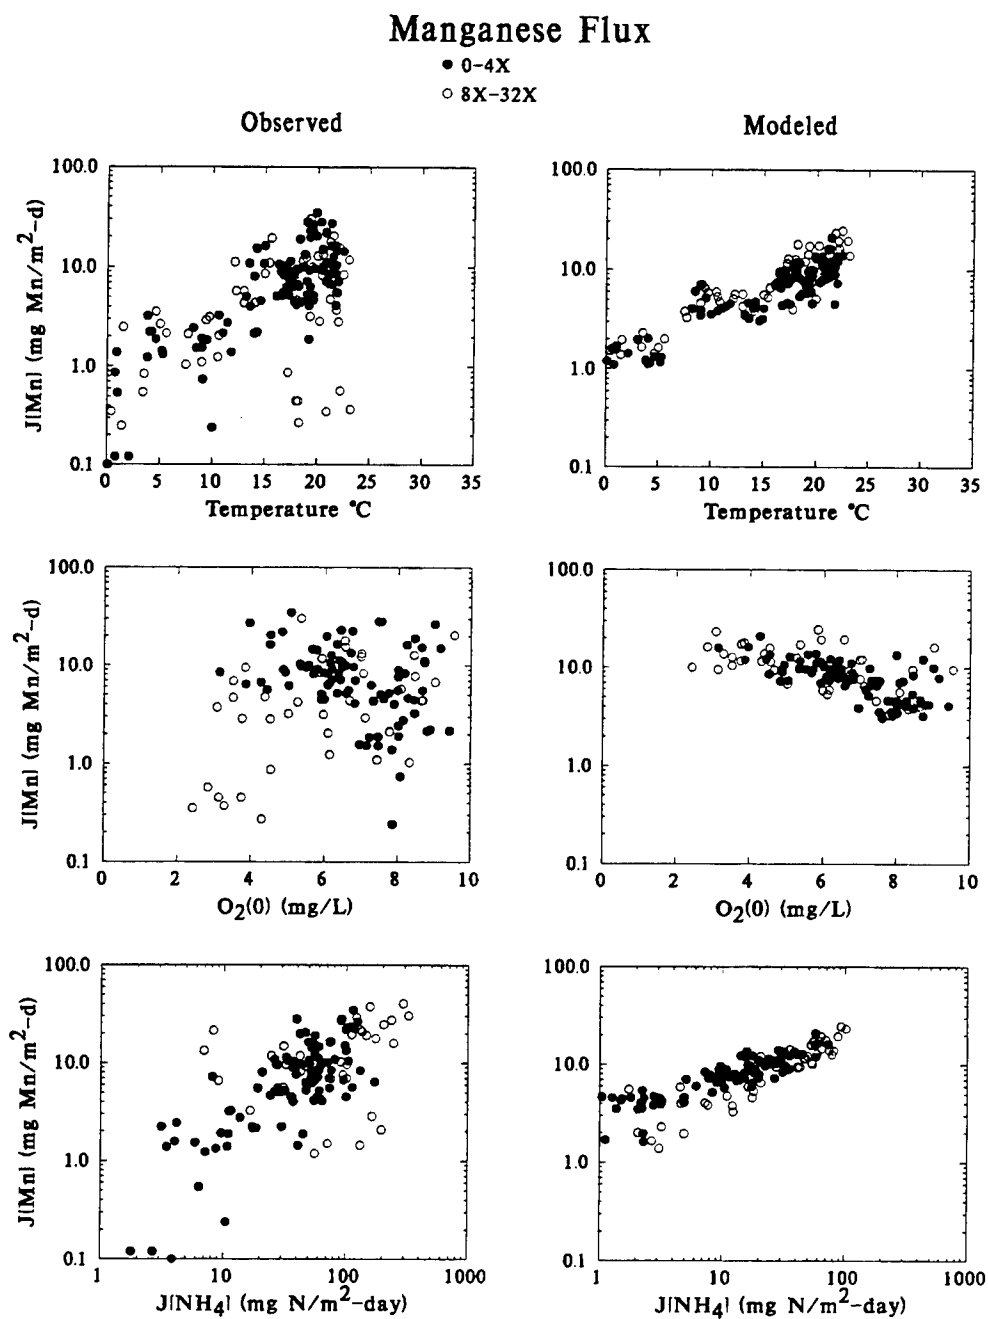 Manganese Flux
● 0-4X
○ 8X-32X
Observed
Modeled
J[Mn] (mg Mn/m²-d)
100.0
10.0
1.0
0.1
0 5 10 15 20 25 30 35
Temperature °C
100.0
10.0
1.0
0.1
0 5 10 15 20 25 30 35
Temperature °C
J[Mn] (mg Mn/m²-d)
100.0
10.0
1.0
0.1
0 2 4 6 8 10
O₂(0) (mg/L)
100.0
10.0
1.0
0.1
0 2 4 6 8 10
O₂(0) (mg/L)
J[Mn] (mg Mn/m²-d)
100.0
10.0
1.0
0.1
1 10 100 1000
J[NH₄] (mg N/m²-day)
100.0
10.0
1.0
0.1
1 10 100 1000
J[NH₄] (mg N/m²-day)